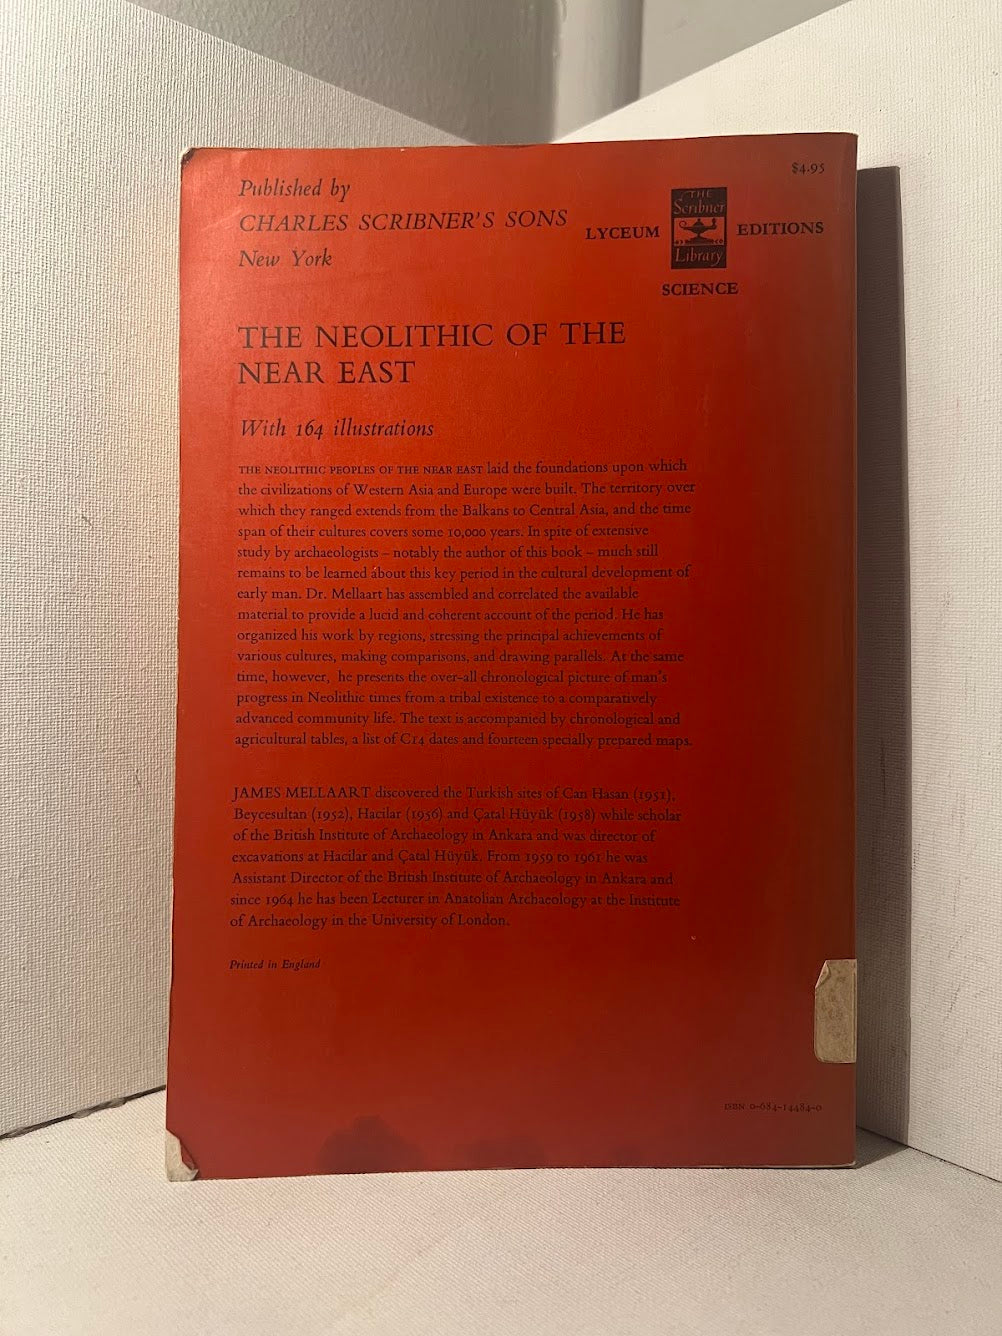 Published by
CHARLES SCRIBNER'S SONS
New York
$4.95
LYCEUM
THE
Scribner
Library
EDITIONS
SCIENCE
THE NEOLITHIC OF THE
NEAR EAST
With 164 illustrations
THE NEOLITHIC PEOPLES OF THE NEAR EAST laid the foundations upon which
the civilizations of Western Asia and Europe were built. The territory over
which they ranged extends from the Balkans to Central Asia, and the time
span of their cultures covers some 10,000 years. In spite of extensive
study by archaeologists – notably the author of this book – much still
remains to be learned about this key period in the cultural development of
early man. Dr. Mellaart has assembled and correlated the available
material to provide a lucid and coherent account of the period. He has
organized his work by regions, stressing the principal achievements of
various cultures, making comparisons, and drawing parallels. At the same
time, however, he presents the over-all chronological picture of man's
progress in Neolithic times from a tribal existence to a comparatively
advanced community life. The text is accompanied by chronological and
agricultural tables, a list of C14 dates and fourteen specially prepared maps.
JAMES MELLAART discovered the Turkish sites of Can Hasan (1951),
Beycesultan (1952), Hacilar (1956) and Çatal Hüyük (1958) while scholar
of the British Institute of Archaeology in Ankara and was director of
excavations at Hacilar and Çatal Hüyük. From 1959 to 1961 he was
Assistant Director of the British Institute of Archaeology in Ankara and
since 1964 he has been Lecturer in Anatolian Archaeology at the Institute
of Archaeology in the University of London.
Printed in England
ISBN 0-684-14484-0